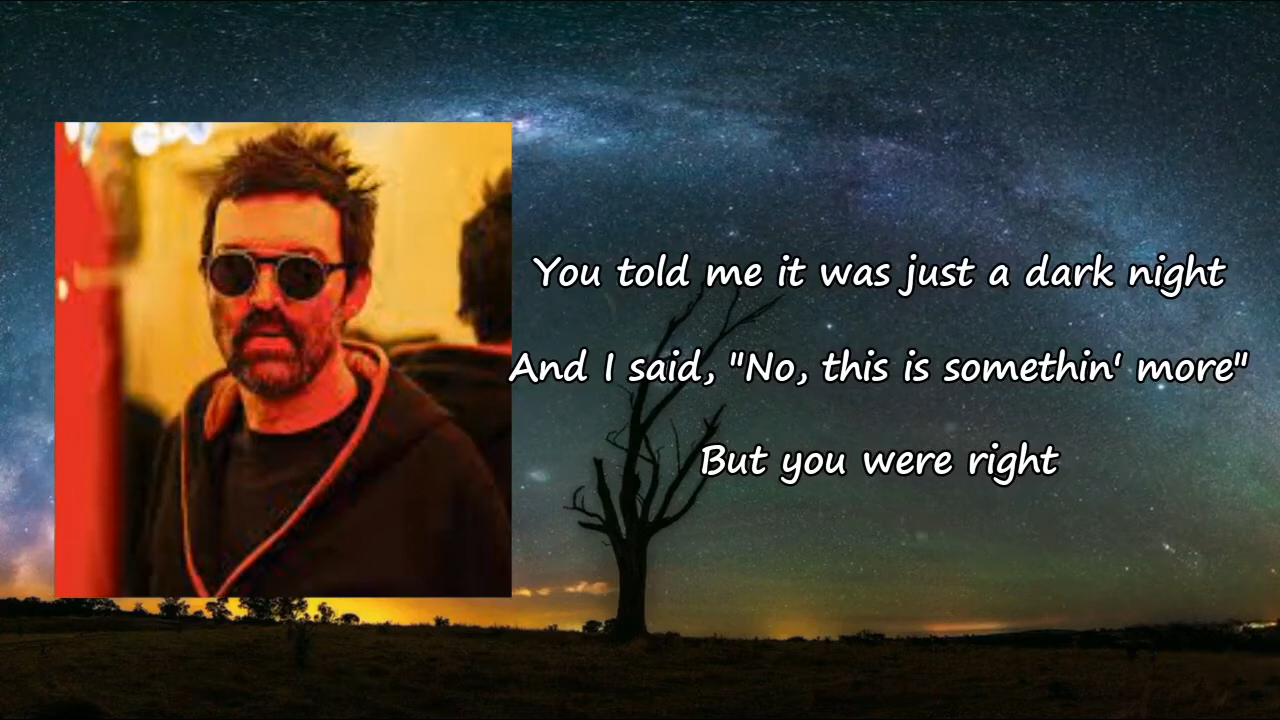 You told me it was just a dark night
And I said, "No, this is somethin' more"
But you were right